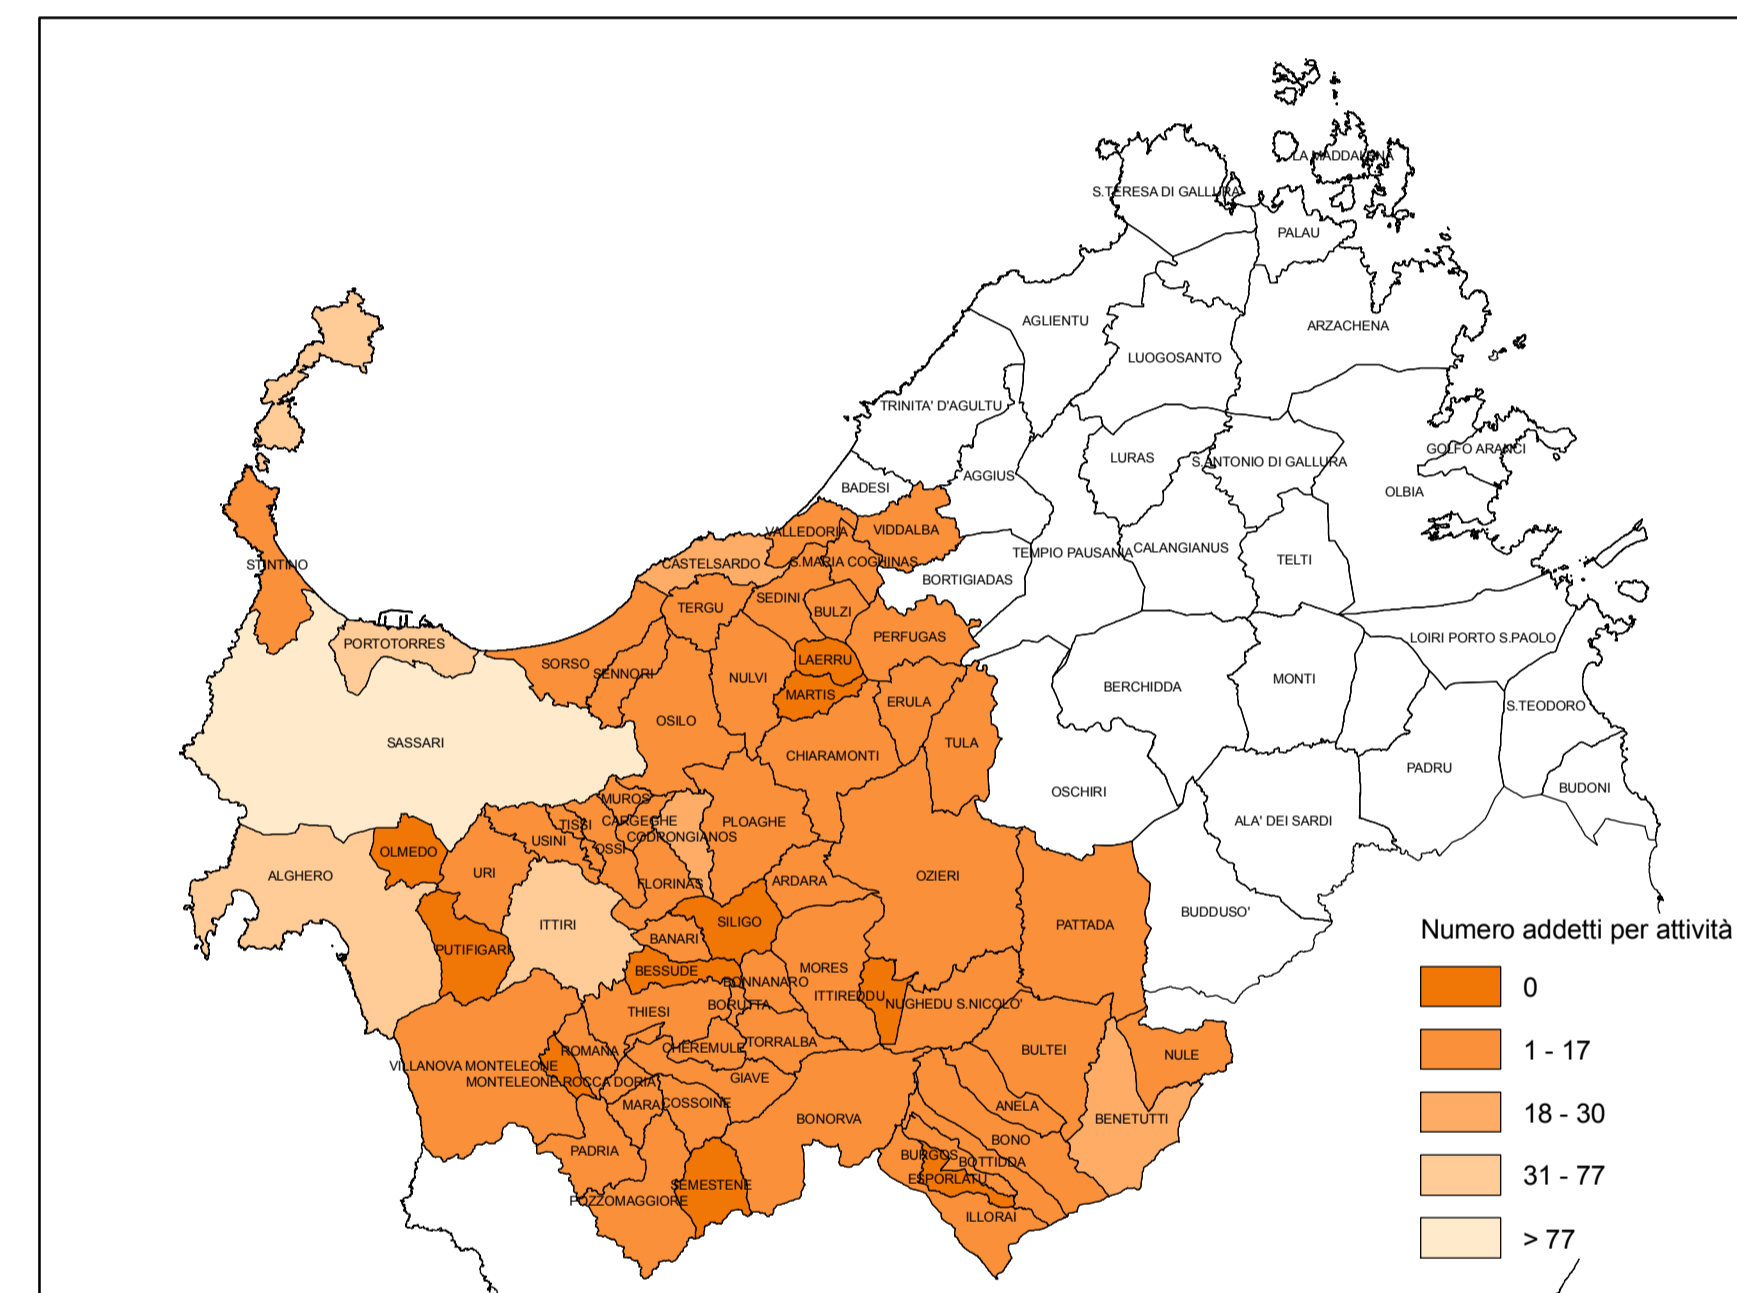 LA MADDALENA
S.TERESA DI GALLURA
PALAU
AGLIENTU
ARZACHENA
LUOGOSANTO
TRINITA' D'AGULTU
GOLFO ARANCI
LURAS
S.ANTONIO DI GALLURA
AGGIUS
BADESI
OLBIA
VALLEDORIA
VIDDALBA
TEMPIO PAUSANIA
CALANGIANUS
TELTI
STINTINO
CASTELSARDO
S.MARIA COGHINAS
BORTIGIADAS
SEDINI
TERGU
BULZI
PERFUGAS
LOIRI PORTO S.PAOLO
PORTOTORRES
SORSO
SENNORI
LAERRU
NULVI
MARTIS
ERULA
BERCHIDDA
MONTI
S.TEODORO
OSILO
SASSARI
CHIARAMONTI
TULA
PADRU
BUDONI
OSCHIRI
MUROS
CARGEGHE
TISSI
CODRONGIANOS
PLOAGHE
ALA' DEI SARDI
USINI
OSSI
OLMEDO
ALGHERO
URI
FLORINAS
ARDARA
OZIERI
BUDDUSO'
ITTIRI
SILIGO
PATTADA
BANARI
PUTIFIGARI
BESSUDE
BONNANARO
MORES
ITTIREDDU
NUGHEDU S.NICOLO'
BORUTTA
THIESI
CHEREMULE
TORRALBA
ROMANA
BULTEI
NULE
VILLANOVA MONTELEONE
MONTELEONE ROCCA DORIA
GIAVE
MARA
COSSOINE
ANELA
BONORVA
BENETUTTI
BONO
PADRIA
BURGOS
BOTTIDDA
ESPORLATU
SEMESTENE
POZZOMAGGIORE
ILLORAI
Numero addetti per attività
0
1 - 17
18 - 30
31 - 77
> 77